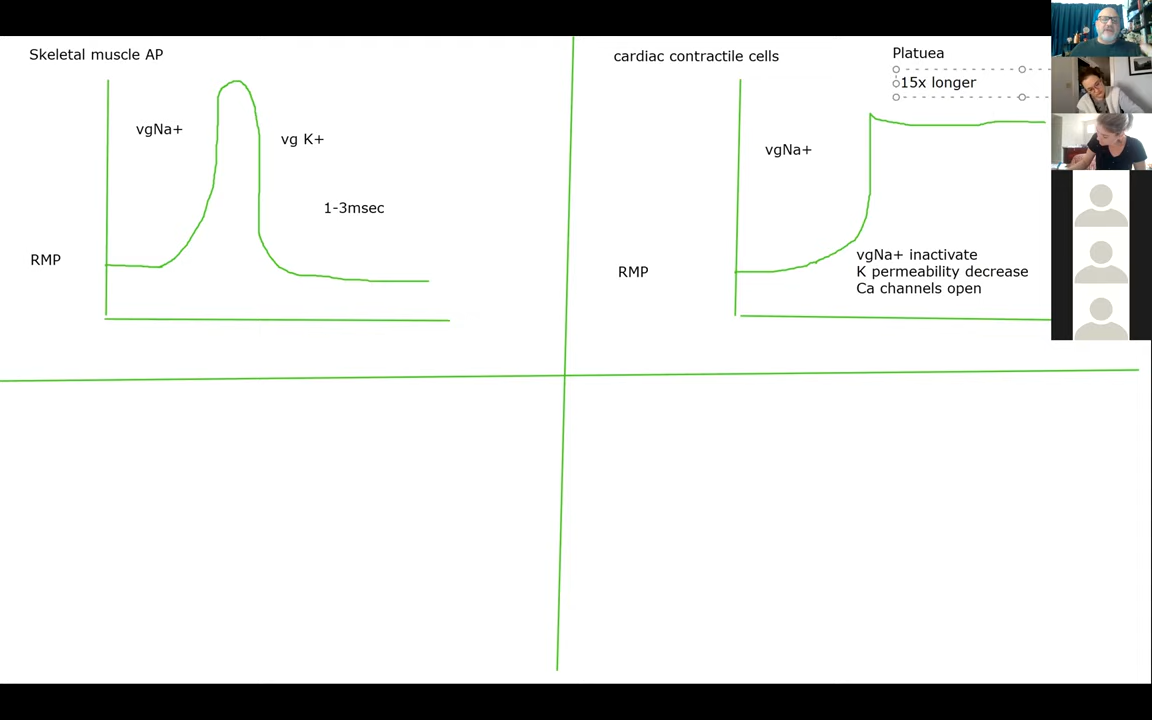 Skeletal muscle AP
vgNa+
vg K+
1-3msec
RMP
cardiac contractile cells
Platuea
15x longer
vgNa+
RMP
vgNa+ inactivate
K permeability decrease
Ca channels open